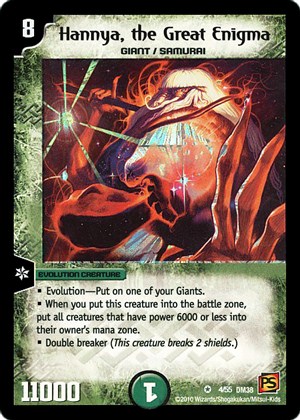 8 Hannya, the Great Enigma
GIANT / SAMURAI
EVOLUTION CREATURE
▪ Evolution—Put on one of your Giants.
▪ When you put this creature into the battle zone,
put all creatures that have power 6000 or less into
their owner's mana zone.
▪ Double breaker (This creature breaks 2 shields.)
11000
1
4/55 DM38
©2010 Wizards/Shogakukan/Mitsui-Kids
PS